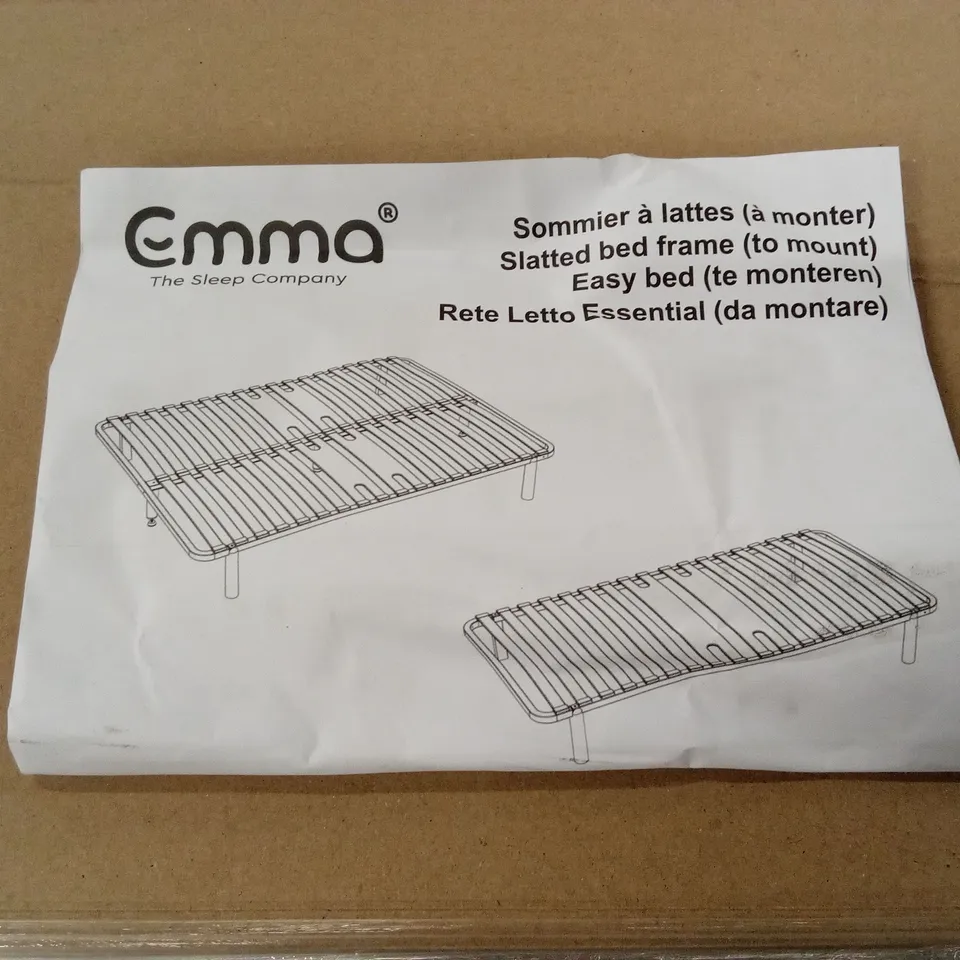 Emma®
The Sleep Company
Sommier à lattes (à monter)
Slatted bed frame (to mount)
Easy bed (te monteren)
Rete Letto Essential (da montare)